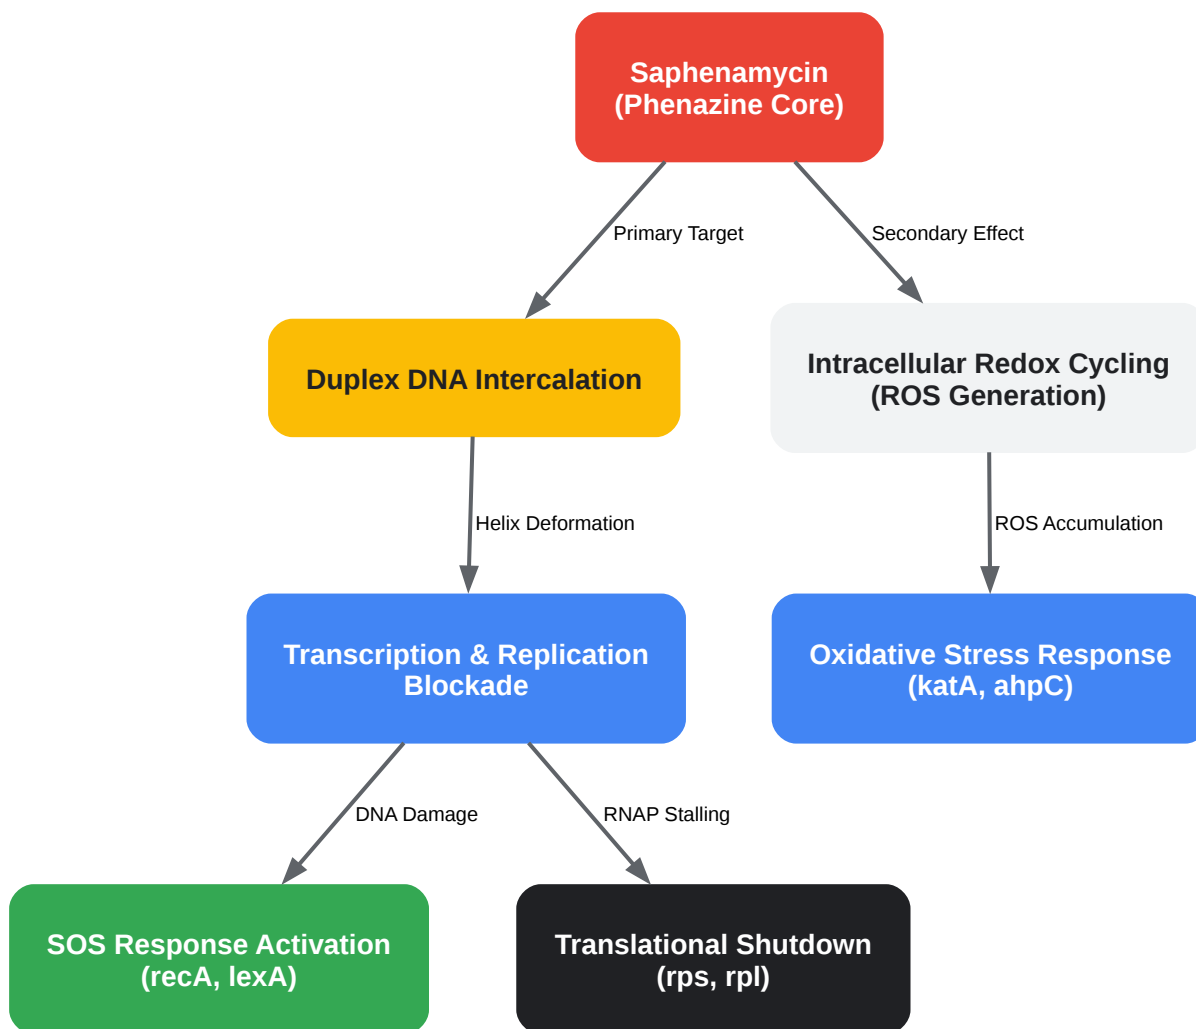 Saphenamycin
(Phenazine Core)
Primary Target
Secondary Effect
Duplex DNA Intercalation
Intracellular Redox Cycling
(ROS Generation)
Helix Deformation
ROS Accumulation
Transcription & Replication
Blockade
Oxidative Stress Response
(katA, ahpC)
DNA Damage
RNAP Stalling
SOS Response Activation
(recA, lexA)
Translational Shutdown
(rps, rpl)